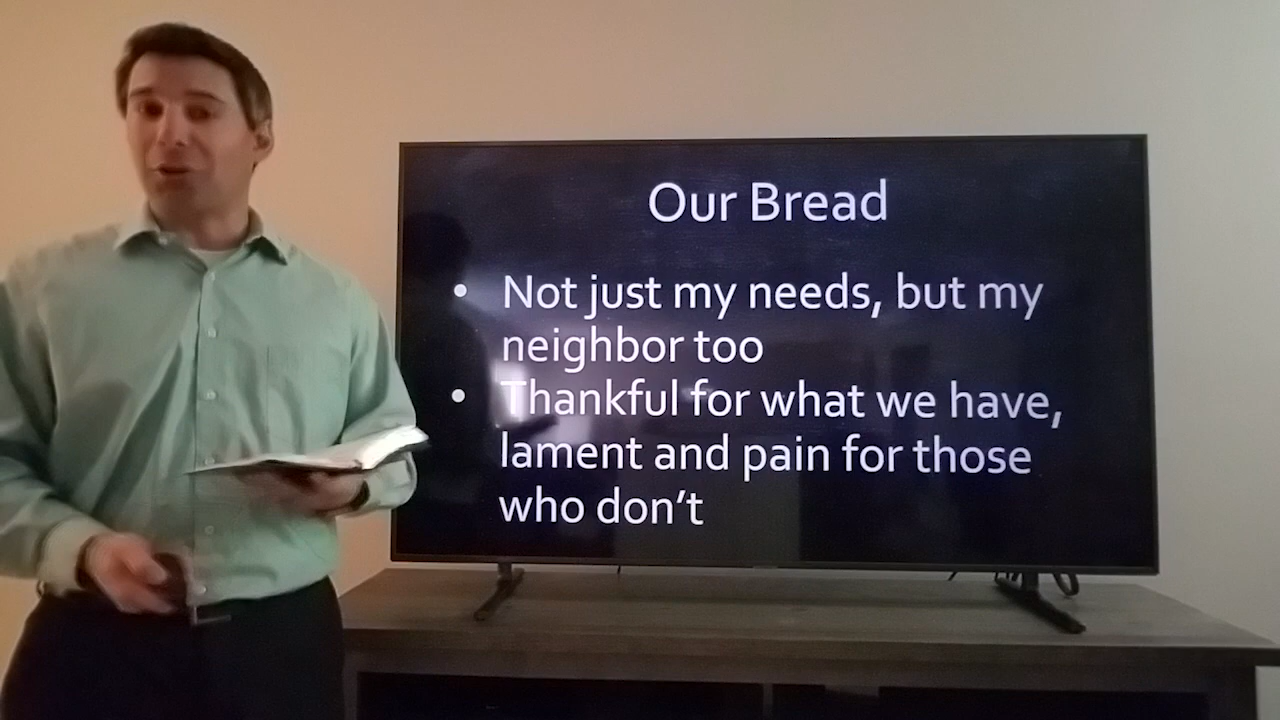 Our Bread
• Not just my needs, but my
neighbor too
• Thankful for what we have,
lament and pain for those
who don’t